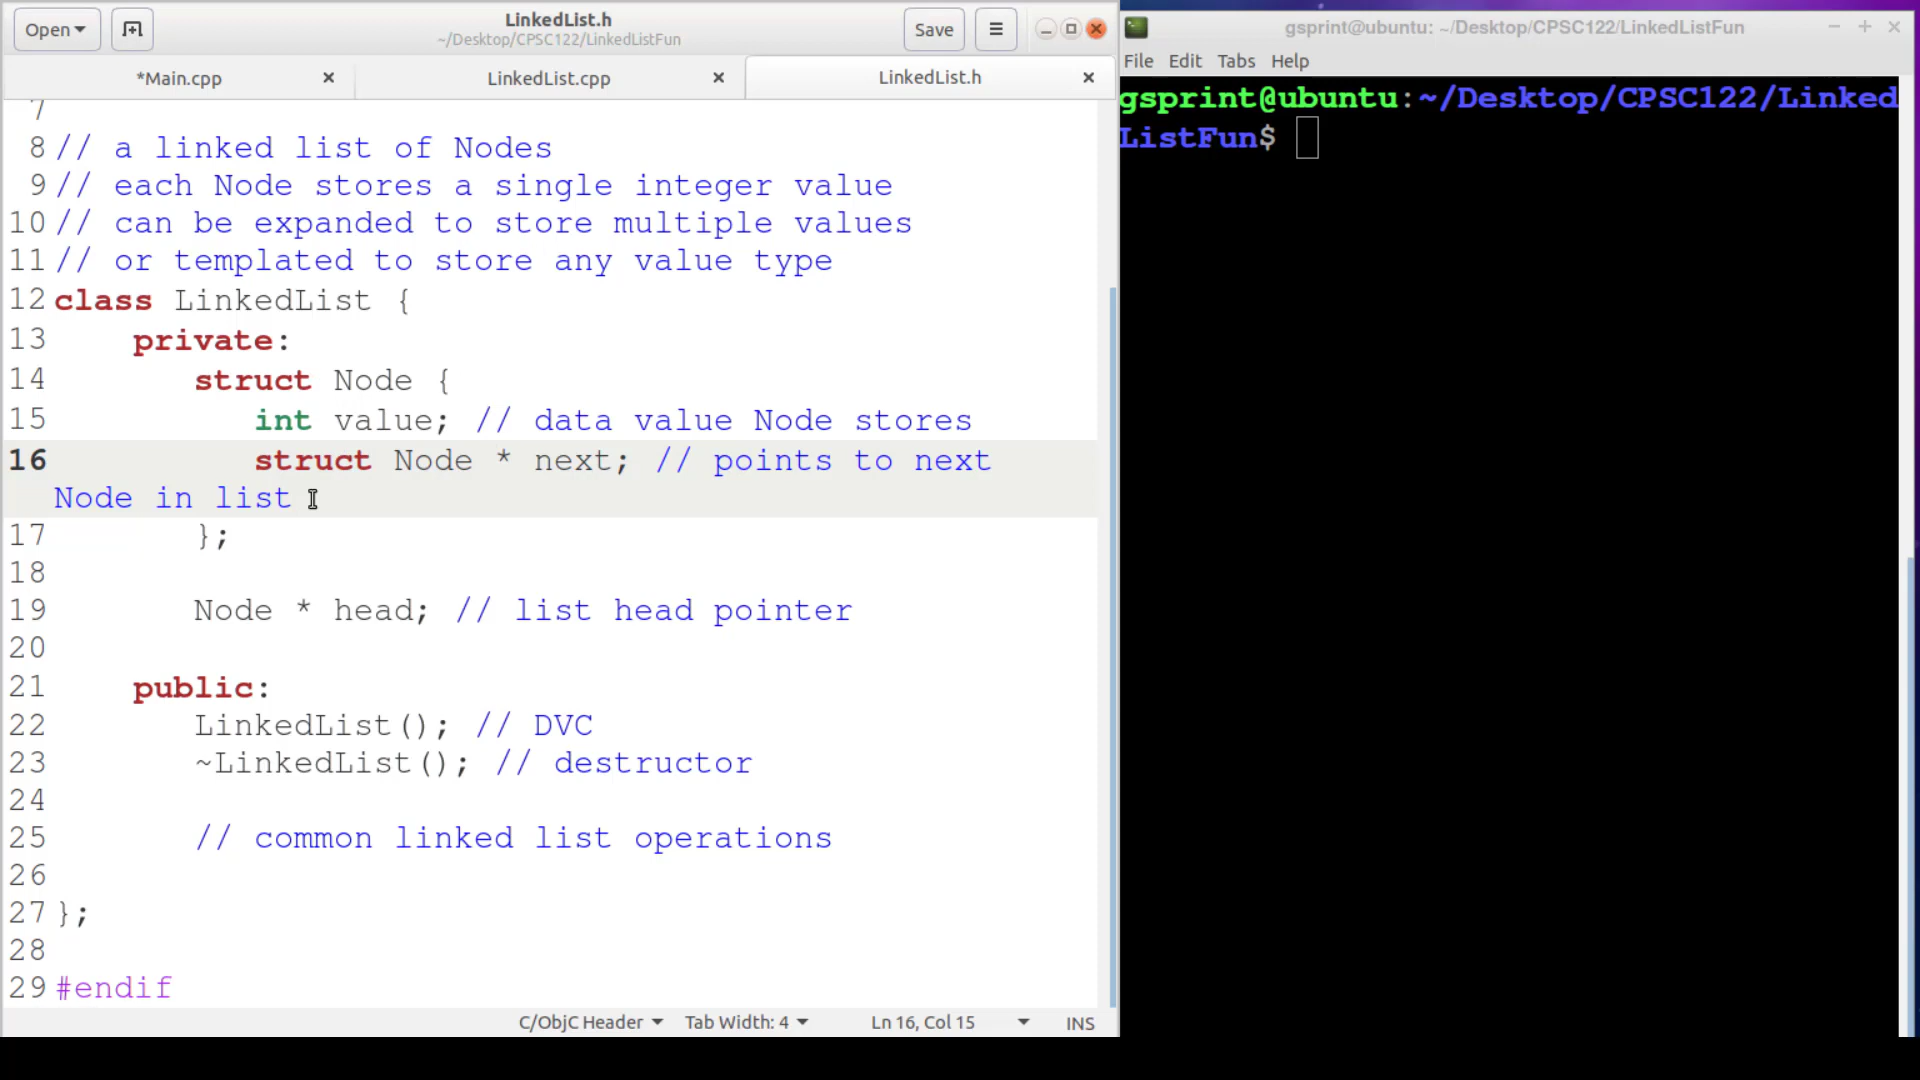 Open
LinkedList.h
~/Desktop/CPSC122/LinkedListFun
Save
*Main.cpp
LinkedList.cpp
LinkedList.h
7
8 // a linked list of Nodes
9 // each Node stores a single integer value
10 // can be expanded to store multiple values
11 // or templated to store any value type
12 class LinkedList {
13 private:
14 struct Node {
15 int value; // data value Node stores
16 struct Node * next; // points to next
Node in list
17 };
18
19 Node * head; // list head pointer
20
21 public:
22 LinkedList(); // DVC
23 ~LinkedList(); // destructor
24
25 // common linked list operations
26
27 };
28
29 #endif
C/ObjC Header Tab Width: 4 Ln 16, Col 15 INS
gsprint@ubuntu: ~/Desktop/CPSC122/LinkedListFun
File Edit Tabs Help
gsprint@ubuntu:~/Desktop/CPSC122/Linked
ListFun$